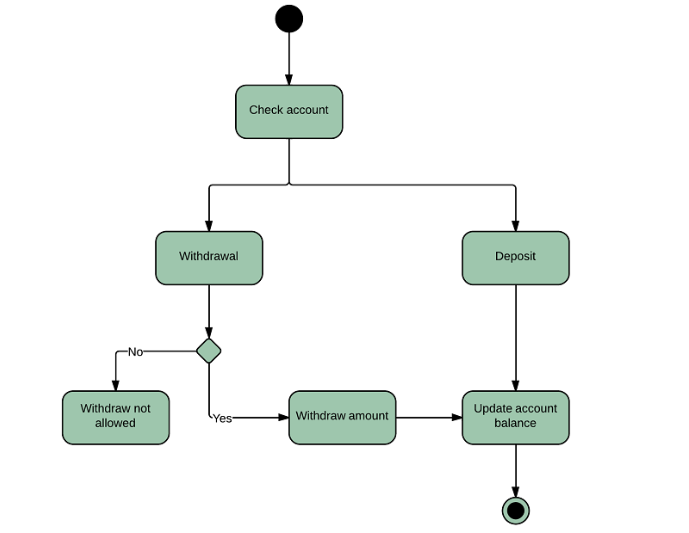 Check account
Withdrawal
Deposit
No
Withdraw not
allowed
Yes
Withdraw amount
Update account
balance